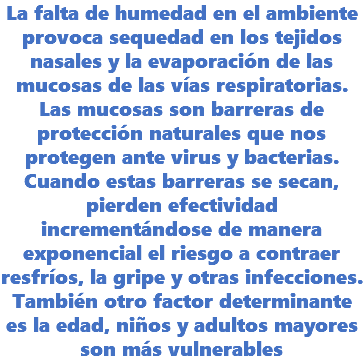 La falta de humedad en el ambiente
provoca sequedad en los tejidos
nasales y la evaporación de las
mucosas de las vías respiratorias.
Las mucosas son barreras de
protección naturales que nos
protegen ante virus y bacterias.
Cuando estas barreras se secan,
pierden efectividad
incrementándose de manera
exponencial el riesgo a contraer
resfríos, la gripe y otras infecciones.
También otro factor determinante
es la edad, niños y adultos mayores
son más vulnerables